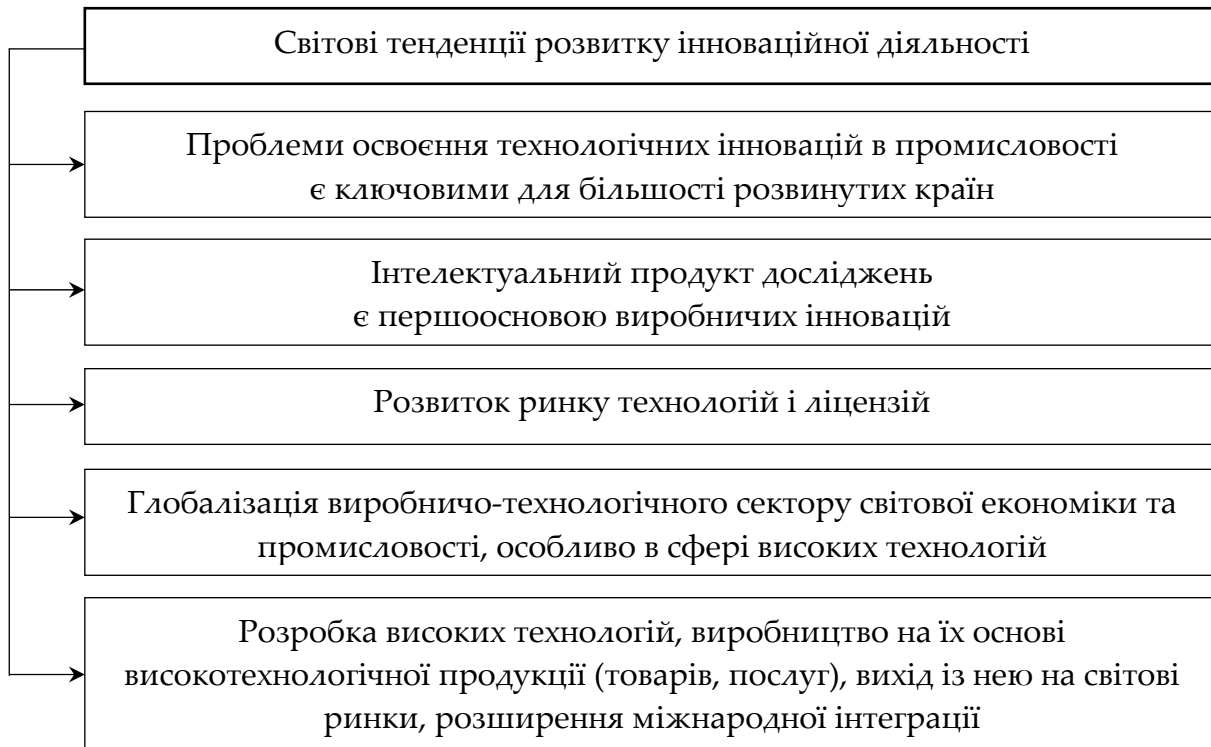 Світові тенденції розвитку інноваційної діяльності
Проблеми освоєння технологічних інновацій в промисловості
є ключовими для більшості розвинутих країн
Інтелектуальний продукт досліджень
є першоосновою виробничих інновацій
Розвиток ринку технологій і ліцензій
Глобалізація виробничо-технологічного сектору світової економіки та
промисловості, особливо в сфері високих технологій
Розробка високих технологій, виробництво на їх основі
високотехнологічної продукції (товарів, послуг), вихід із нею на світові
ринки, розширення міжнародної інтеграції